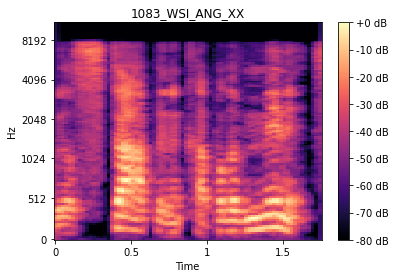 1083_WSI_ANG_XX
+0 dB
8192
-10 dB
4096
-20 dB
-30 dB
2048
Hz
-40 dB
1024
-50 dB
512
-60 dB
-70 dB
0
-80 dB
0
0.5
1
1.5
Time